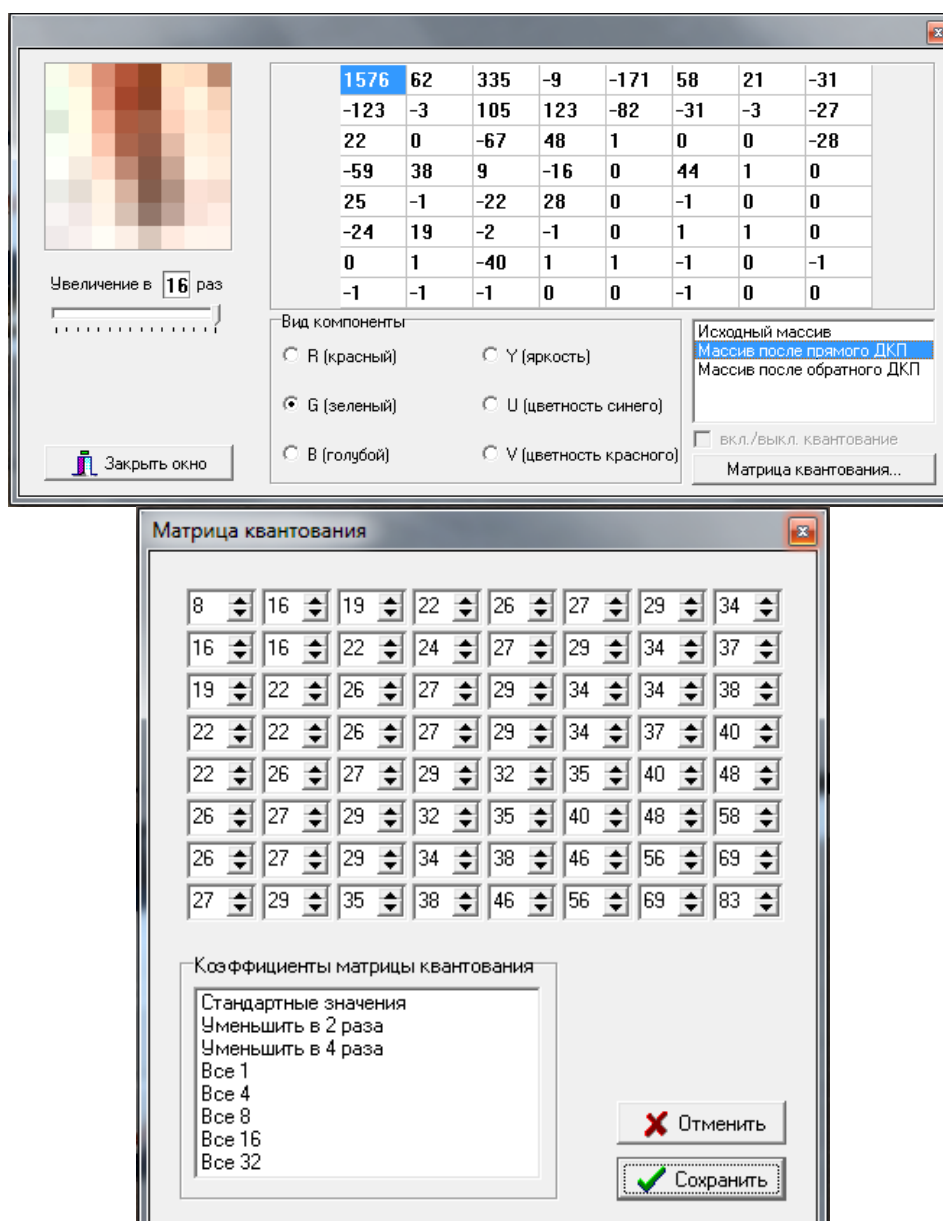 1576 62 335 -9 -171 58 21 -31
-123 -3 105 123 -82 -31 -3 -27
22 0 -67 48 1 0 0 -28
-59 38 9 -16 0 44 1 0
25 -1 -22 28 0 -1 0 0
-24 19 -2 -1 0 1 1 0
0 1 -40 1 1 -1 0 -1
-1 -1 -1 0 0 -1 0 0
Увеличение в 16 раз
Вид компоненты
R (красный)
Y (яркость)
G (зеленый)
U (цветность синего)
B (голубой)
V (цветность красного)
Исходный массив
Массив после прямого ДКП
Массив после обратного ДКП
вкл./выкл. квантование
Матрица квантования...
Закрыть окно
Матрица квантования
8 16 19 22 26 27 29 34
16 16 22 24 27 29 34 37
19 22 26 27 29 34 34 38
22 22 26 27 29 34 37 40
22 26 27 29 32 35 40 48
26 27 29 32 35 40 48 58
26 27 29 34 38 46 56 69
27 29 35 38 46 56 69 83
Коэффициенты матрицы квантования
Стандартные значения
Уменьшить в 2 раза
Уменьшить в 4 раза
Все 1
Все 4
Все 8
Все 16
Все 32
Отменить
Сохранить